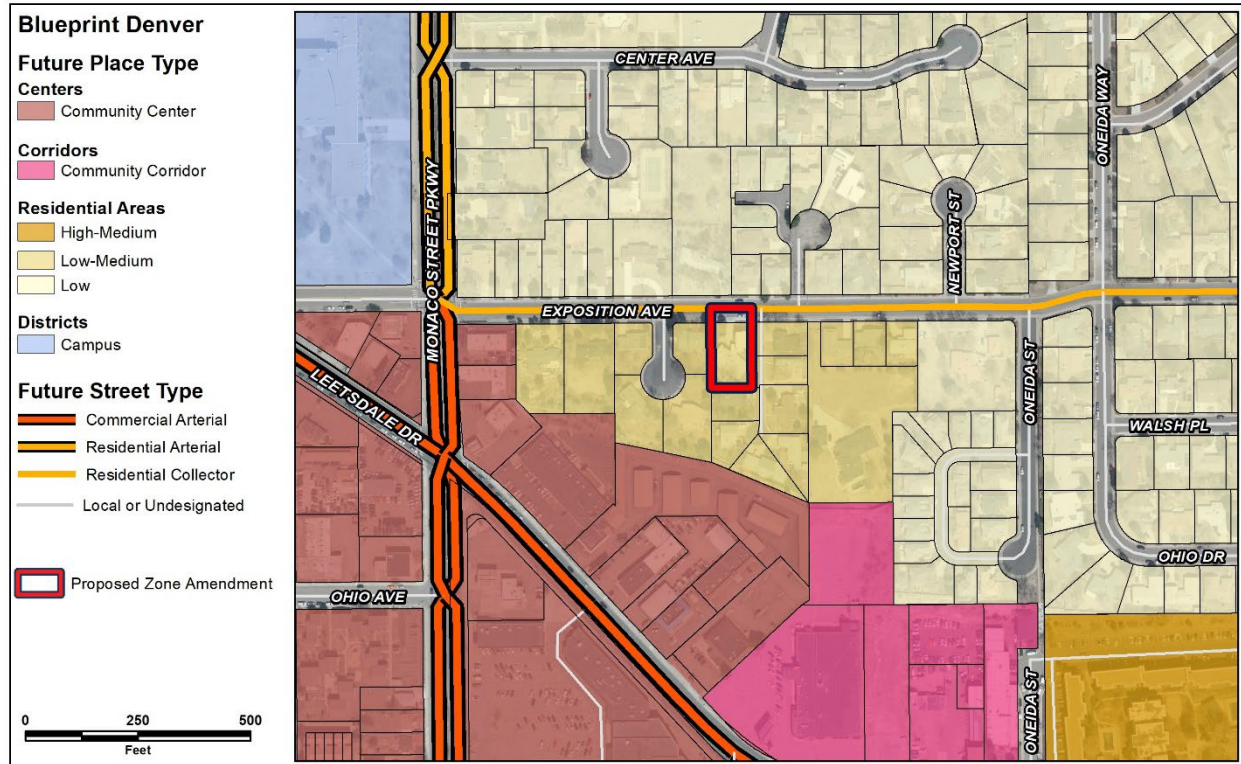 Blueprint Denver
Future Place Type
Centers
Community Center
Corridors
Community Corridor
Residential Areas
High-Medium
Low-Medium
Low
Districts
Campus
Future Street Type
Commercial Arterial
Residential Arterial
Residential Collector
Local or Undesignated
Proposed Zone Amendment
0 250 500
Feet
CENTER AVE
ONEIDA WAY
MONACO STREET PKWY
NEWPORT ST
EXPOSITION AVE
LEETSDALE DR
ONEIDA ST
WALSH PL
OHIO DR
OHIO AVE
ONEIDA ST